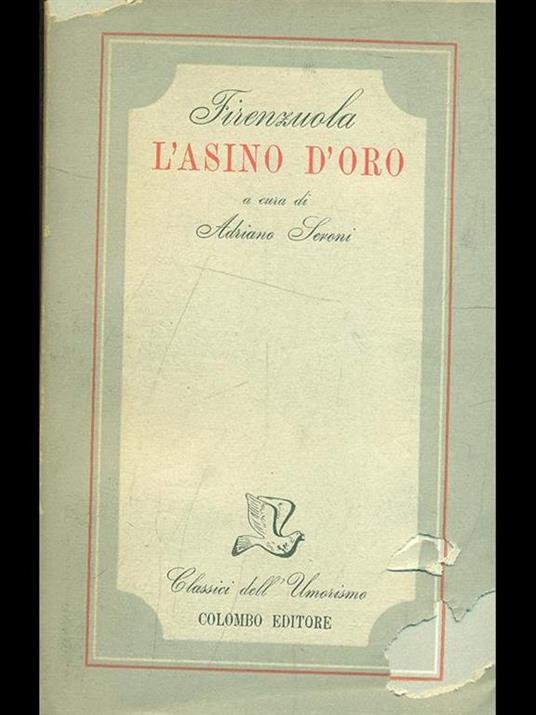 Firenzuola
L'ASINO D'ORO
a cura di
Adriano Seroni
Classici dell'Umorismo
COLOMBO EDITORE